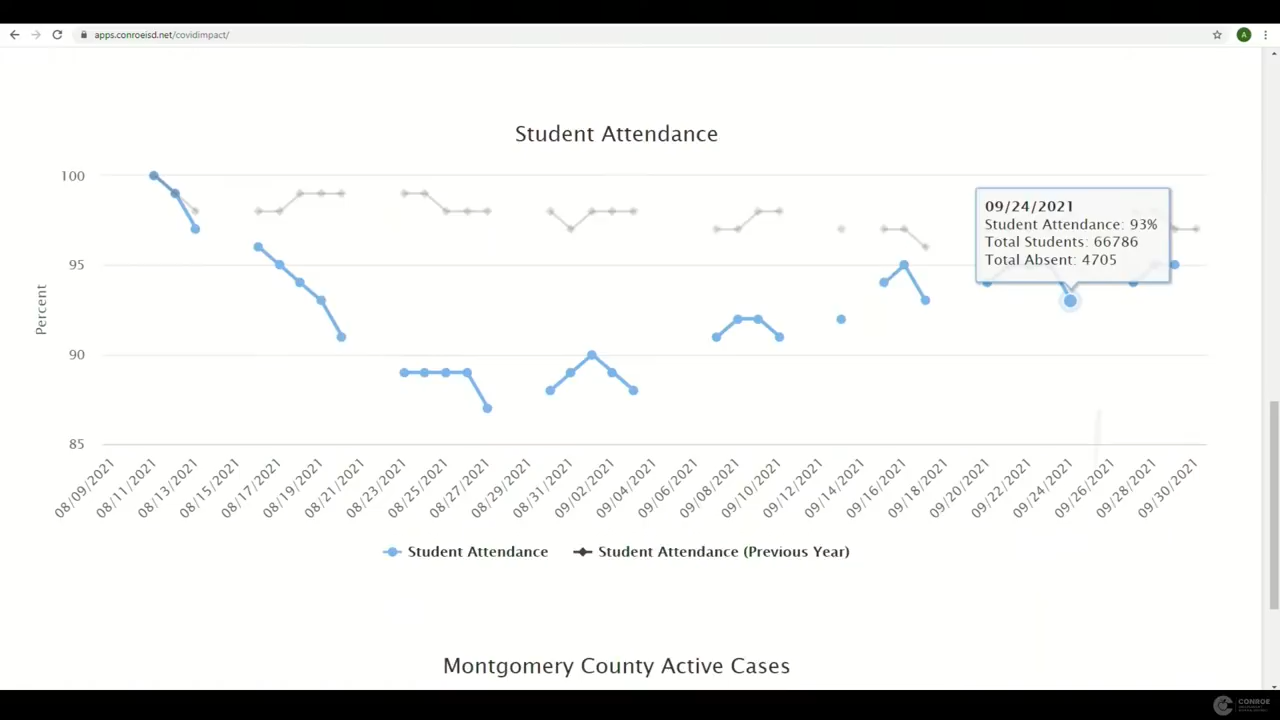 apps.conroeisd.net/covidimpact/
A
Student Attendance
100
95
90
85
Percent
09/24/2021
Student Attendance: 93%
Total Students: 66786
Total Absent: 4705
08/09/2021
08/11/2021
08/13/2021
08/15/2021
08/17/2021
08/19/2021
08/21/2021
08/23/2021
08/25/2021
08/27/2021
08/29/2021
08/31/2021
09/02/2021
09/04/2021
09/06/2021
09/08/2021
09/10/2021
09/12/2021
09/14/2021
09/16/2021
09/18/2021
09/20/2021
09/22/2021
09/24/2021
09/26/2021
09/28/2021
09/30/2021
Student Attendance
Student Attendance (Previous Year)
Montgomery County Active Cases
CONROE